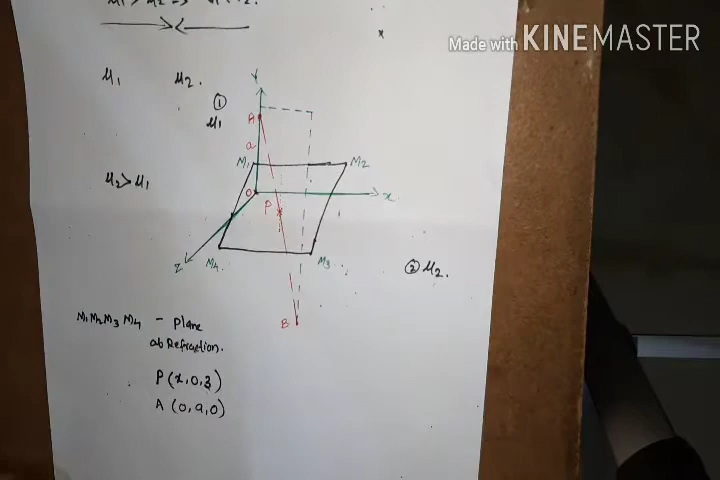 Made with KINEMASTER
x
μ1 μ2.
①
μ1
Y
A
a
M1 M2
μ2>μ1
O
x
P
Z
M4 M3
② μ2.
B
M1M2M3M4 - plane
ob Refraction.
P(x,0,z)
A (0,a,0)